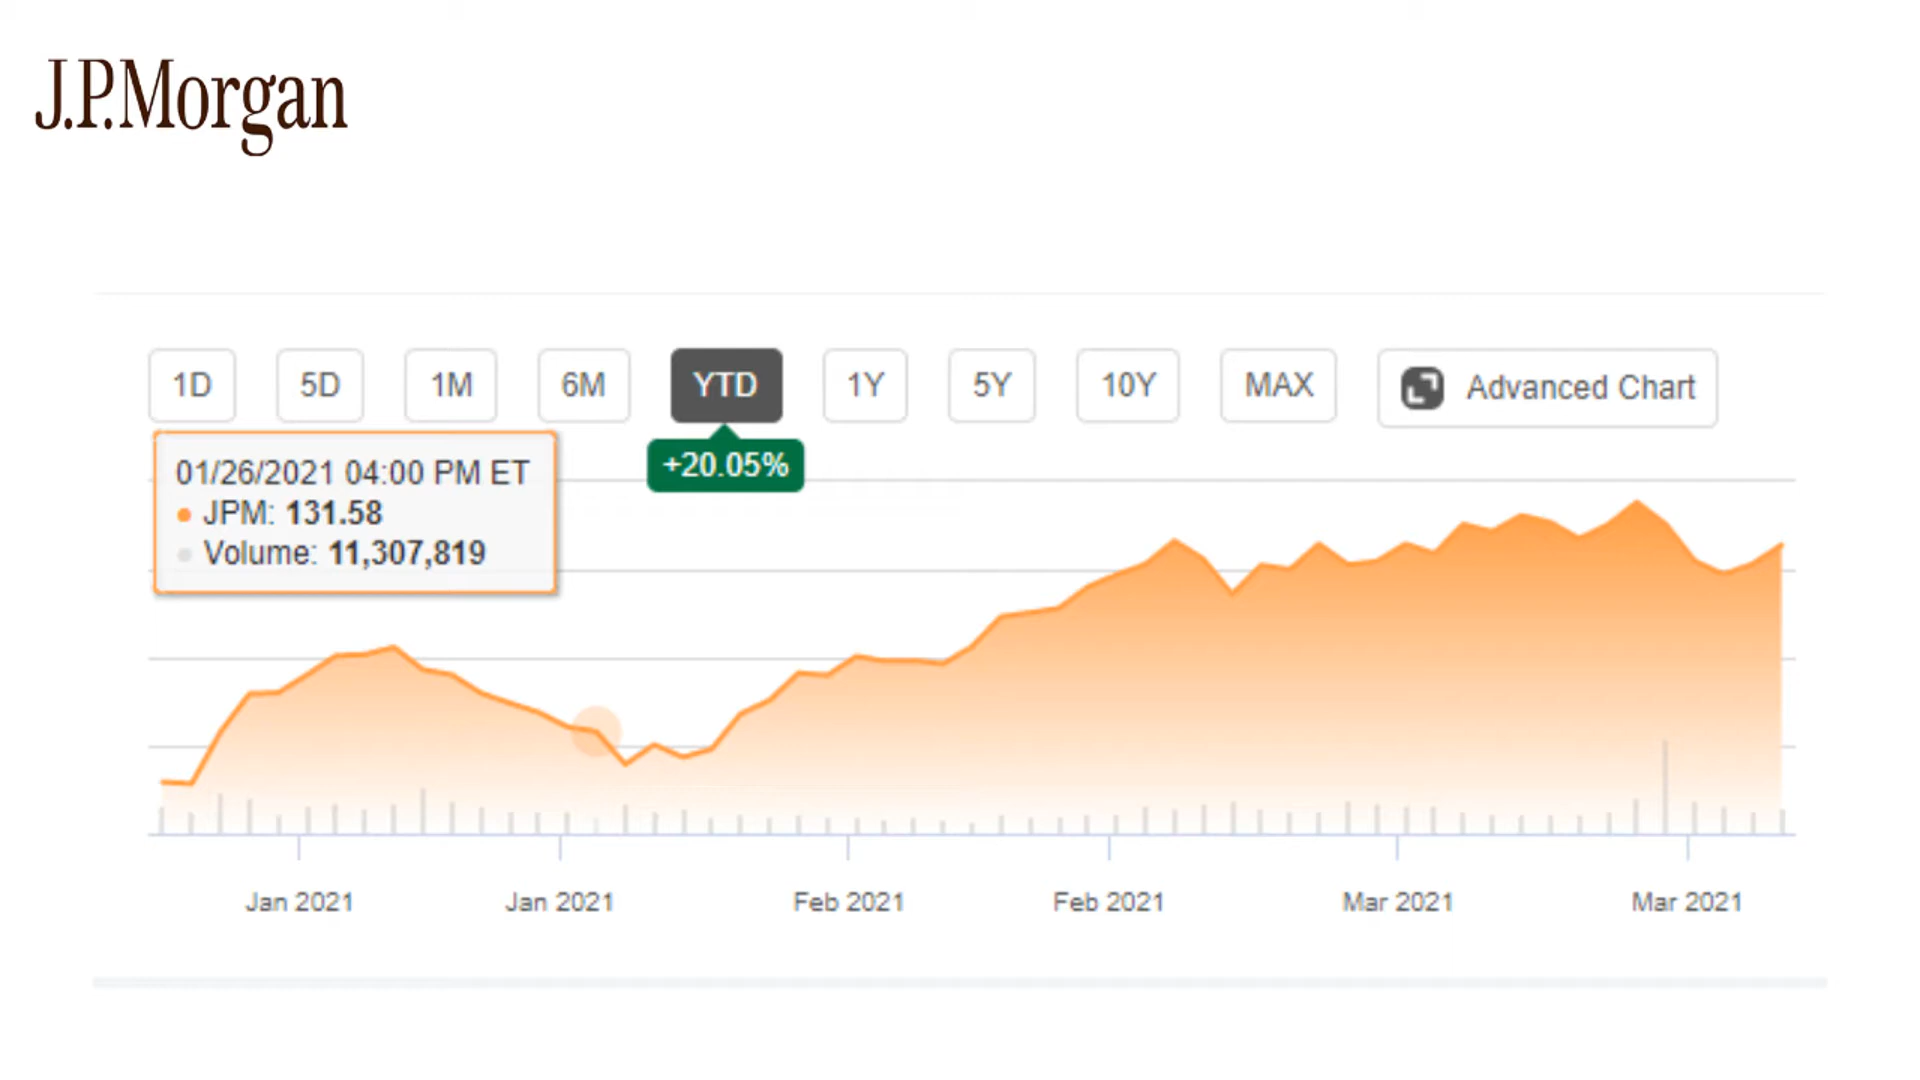 J.P.Morgan
1D 5D 1M 6M YTD 1Y 5Y 10Y MAX Advanced Chart
+20.05%
01/26/2021 04:00 PM ET
JPM: 131.58
Volume: 11,307,819
Jan 2021 Jan 2021 Feb 2021 Feb 2021 Mar 2021 Mar 2021